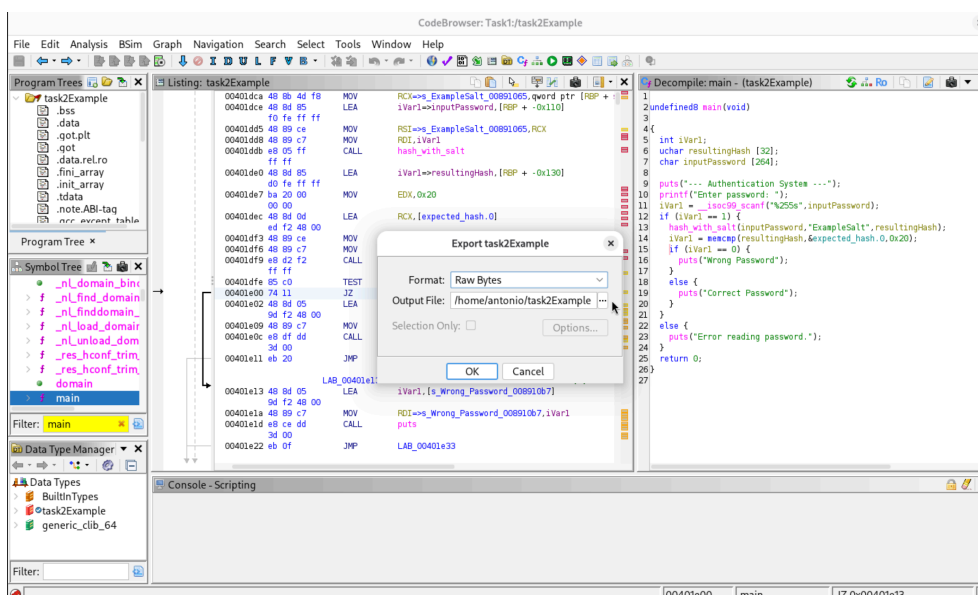 CodeBrowser: Task1:/task2Example
File Edit Analysis BSim Graph Navigation Search Select Tools Window Help
Program Trees
task2Example
.bss
.data
.got.plt
.got
.data.rel.ro
.fini_array
.init_array
.tdata
.note.ABI-tag
.gcc_except_table
Program Tree ×
Symbol Tree
_nl_domain_bind
f _nl_find_domain
f _nl_finddomain_
f _nl_load_domain
f _nl_unload_dom
f _res_hconf_trim_
f _res_hconf_trim_
domain
f main
Filter: main
Data Type Manager
Data Types
BuiltInTypes
task2Example
generic_clib_64
Filter:
Listing: task2Example
00401dca 48 8b 4d f8 MOV RCX=>s_ExampleSalt_00891065,qword ptr [RBP +
00401dce 48 8d 85 LEA iVar1=>inputPassword,[RBP + -0x110]
f0 fe ff ff
00401dd5 48 89 ce MOV RSI=>s_ExampleSalt_00891065,RCX
00401dd8 48 89 c7 MOV RDI,iVar1
00401ddb e8 05 ff CALL hash_with_salt
ff ff
00401de0 48 8d 85 LEA iVar1=>resultingHash,[RBP + -0x130]
d0 fe ff ff
00401de7 ba 20 00 MOV EDX,0x20
00 00
00401dec 48 8d 0d LEA RCX,[expected_hash.0]
ed f2 48 00
00401df3 48 89 ce MOV
00401df6 48 89 c7 MOV
00401df9 e8 d2 f2 CALL
ff ff
00401dfe 85 c0 TEST
00401e00 74 11 JZ
00401e02 48 8d 05 LEA
9d f2 48 00
00401e09 48 89 c7 MOV
00401e0c e8 df dd CALL
3d 00
00401e11 eb 20 JMP
LAB_00401e13
00401e13 48 8d 05 LEA iVar1,[s_Wrong_Password_008910b7]
9d f2 48 00
00401e1a 48 89 c7 MOV RDI=>s_Wrong_Password_008910b7,iVar1
00401e1d e8 ce dd CALL puts
3d 00
00401e22 eb 0f JMP LAB_00401e33
Export task2Example
Format: Raw Bytes
Output File: /home/antonio/task2Example ...
Selection Only: Options...
OK Cancel
Decompile: main - (task2Example) Ro
1
2 undefined8 main(void)
3
4 {
5 int iVar1;
6 uchar resultingHash [32];
7 char inputPassword [264];
8
9 puts("--- Authentication System ---");
10 printf("Enter password: ");
11 iVar1 = __isoc99_scanf("%255s",inputPassword);
12 if (iVar1 == 1) {
13 hash_with_salt(inputPassword,"ExampleSalt",resultingHash);
14 iVar1 = memcmp(resultingHash,&expected_hash.0,0x20);
15 if (iVar1 == 0) {
16 puts("Wrong Password");
17 }
18 else {
19 puts("Correct Password");
20 }
21 }
22 else {
23 puts("Error reading password.");
24 }
25 return 0;
26 }
27
Console - Scripting
00401e00 main JZ 0x00401e13